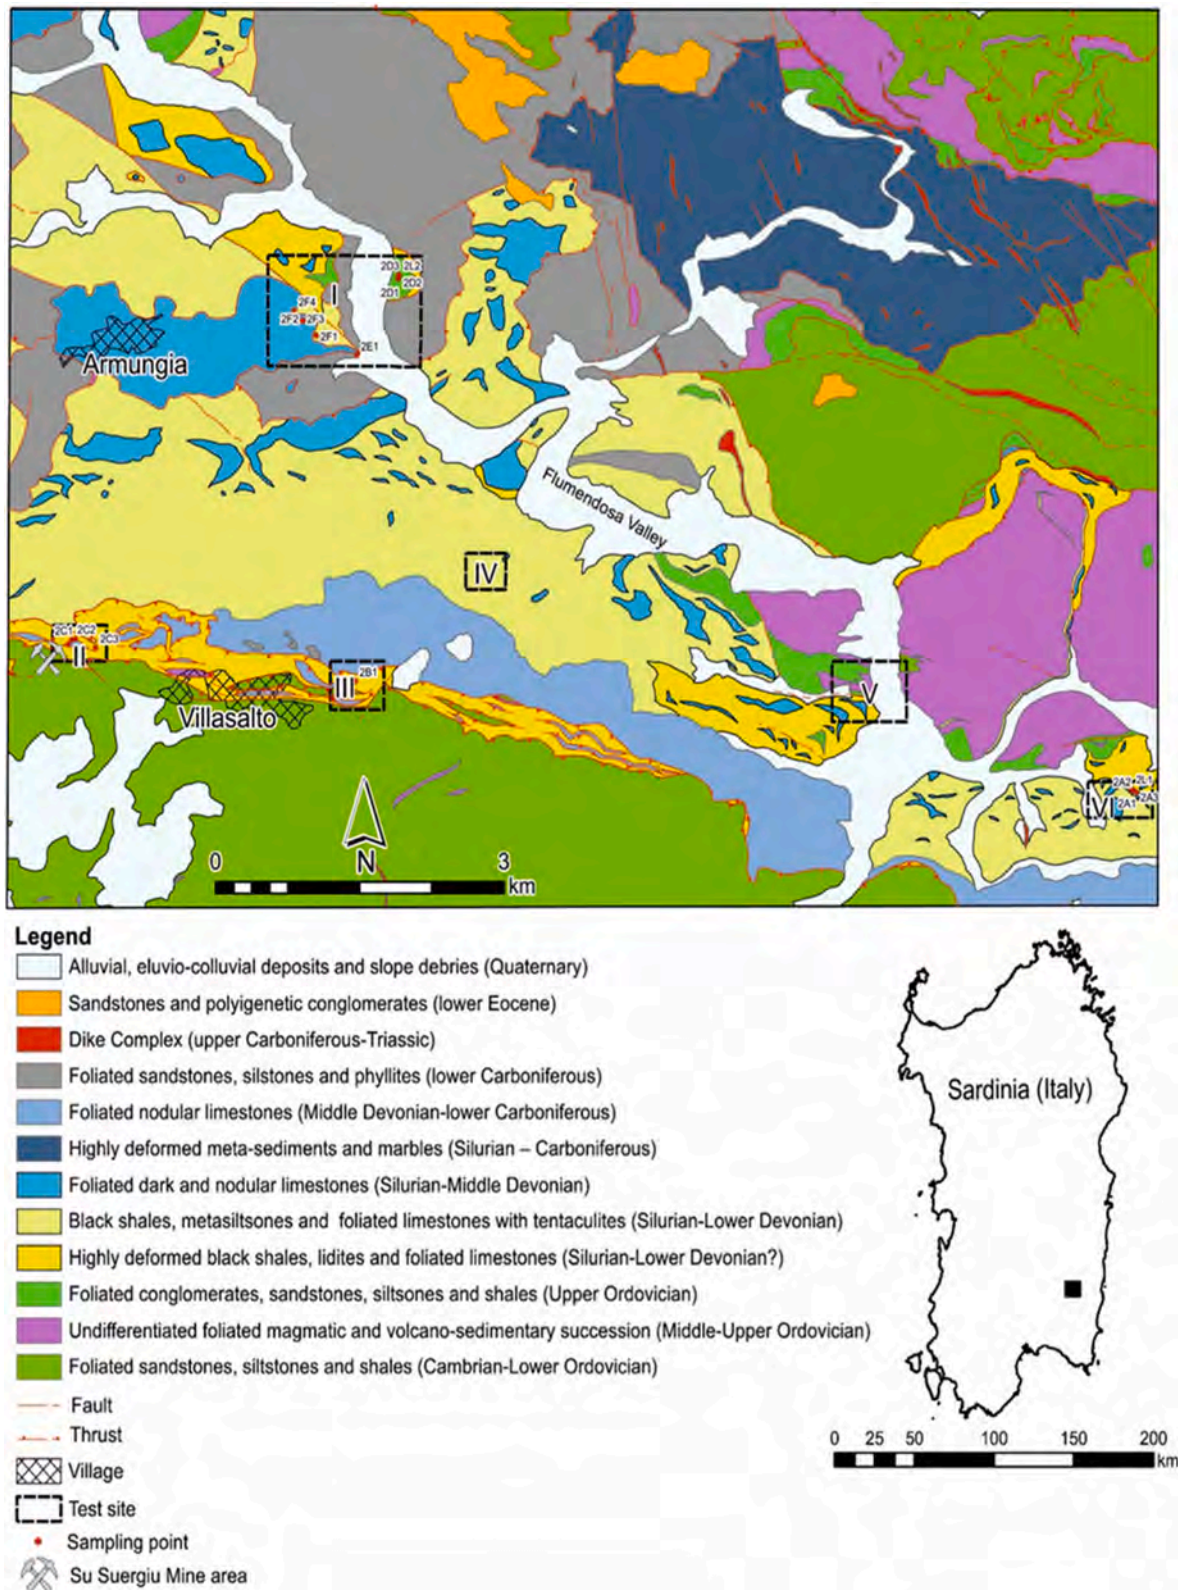 2D3 2L2
2D1 2D2
I
2F4
2F2 2F3
2F1
2E1
Armungia
Flumendosa Valley
IV
2C1 2C2
2C3
II
2B1
III
Villasalto
V
2A2 2L1
2A1 2A3
VI
N
0 3
km
Legend
Alluvial, eluvio-colluvial deposits and slope debries (Quaternary)
Sandstones and polyigenetic conglomerates (lower Eocene)
Dike Complex (upper Carboniferous-Triassic)
Foliated sandstones, silstones and phyllites (lower Carboniferous)
Foliated nodular limestones (Middle Devonian-lower Carboniferous)
Highly deformed meta-sediments and marbles (Silurian – Carboniferous)
Foliated dark and nodular limestones (Silurian-Middle Devonian)
Black shales, metasiltsones and foliated limestones with tentaculites (Silurian-Lower Devonian)
Highly deformed black shales, lidites and foliated limestones (Silurian-Lower Devonian?)
Foliated conglomerates, sandstones, siltsones and shales (Upper Ordovician)
Undifferentiated foliated magmatic and volcano-sedimentary succession (Middle-Upper Ordovician)
Foliated sandstones, siltstones and shales (Cambrian-Lower Ordovician)
Fault
Thrust
Village
Test site
Sampling point
Su Suergiu Mine area
Sardinia (Italy)
0 25 50 100 150 200
km